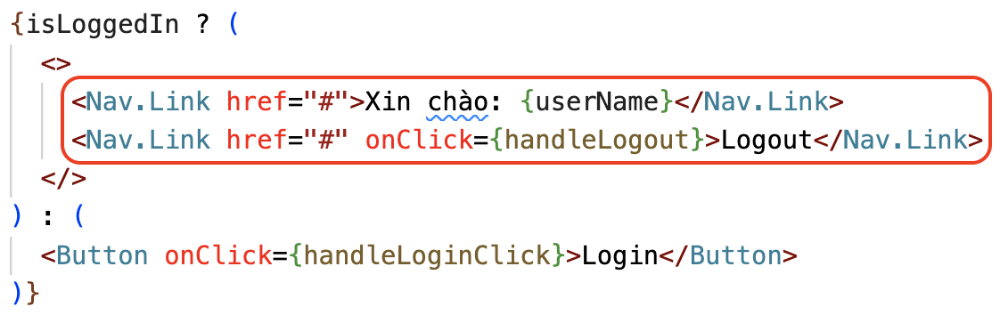 {isLoggedIn ? (
<>
<Nav.Link href="#">Xin chào: {userName}</Nav.Link>
<Nav.Link href="#" onClick={handleLogout}>Logout</Nav.Link>
</>
) : (
<Button onClick={handleLoginClick}>Login</Button>
)}